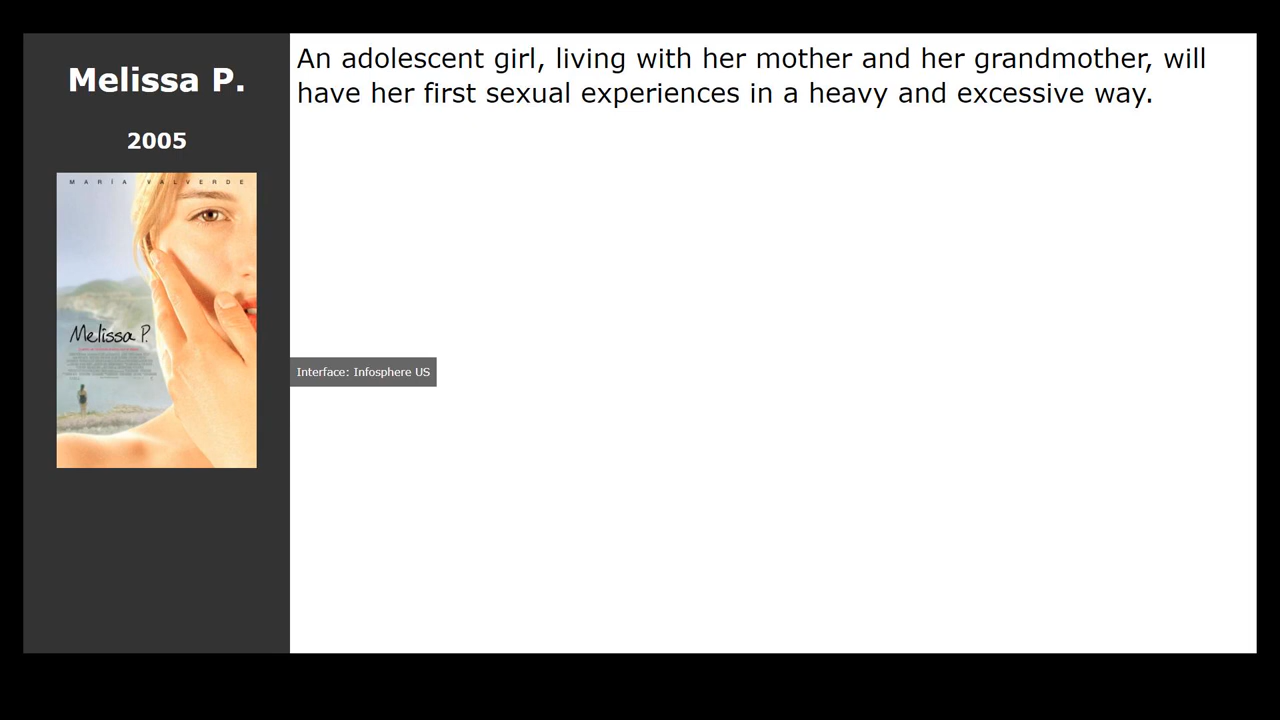 Melissa P.
2005
MARÍA VALVERDE
Melissa P.
An adolescent girl, living with her mother and her grandmother, will
have her first sexual experiences in a heavy and excessive way.
Interface: Infosphere US